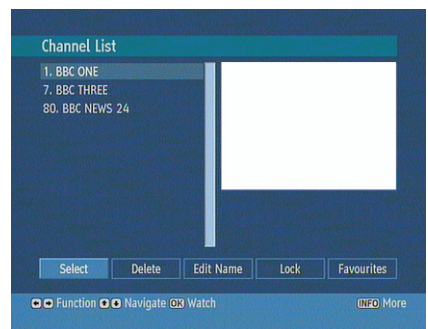 Channel List
1. BBC ONE
7. BBC THREE
80. BBC NEWS 24
Select Delete Edit Name Lock Favourites
Function Navigate OK Watch INFO More